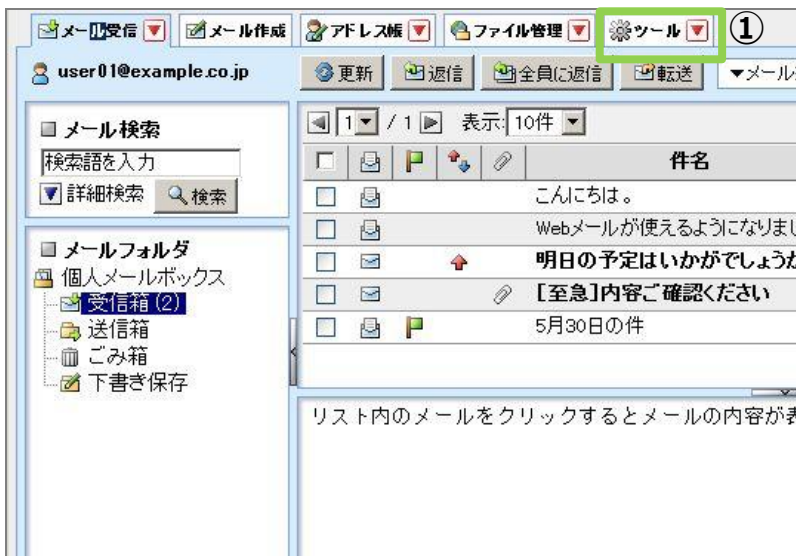 メール受信 メール作成 アドレス帳 ファイル管理 ツール ①
user01@example.co.jp 更新 返信 全員に返信 転送 ▼メール
メール検索
検索語を入力
詳細検索 検索
メールフォルダ
個人メールボックス
受信箱 (2)
送信箱
ごみ箱
下書き保存
1 / 1 表示: 10件
件名
こんにちは。
Webメールが使えるようになりまし
明日の予定はいかがでしょうか
[至急]内容ご確認ください
5月30日の件
リスト内のメールをクリックするとメールの内容が表